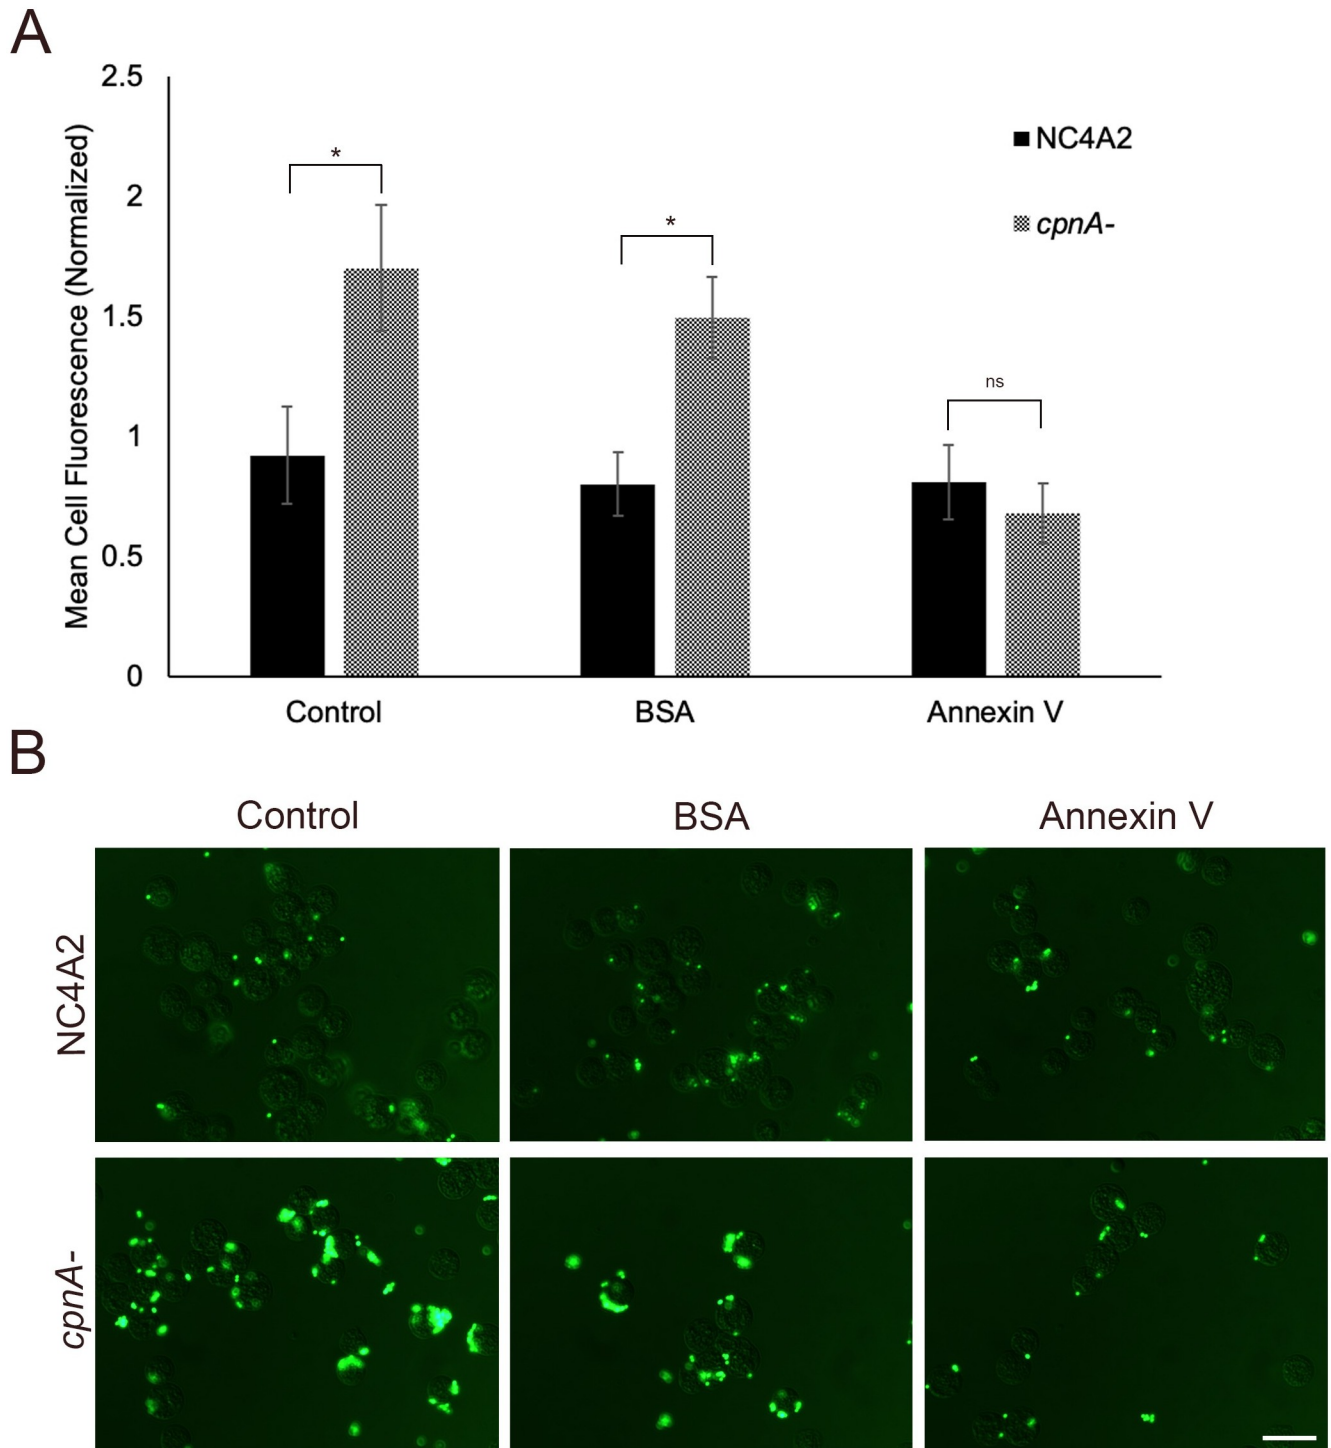 A
2.5
2
1.5
1
0.5
0
Mean Cell Fluorescence (Normalized)
*
*
ns
NC4A2
cpnA-
Control
BSA
Annexin V
B
Control
BSA
Annexin V
NC4A2
cpnA-